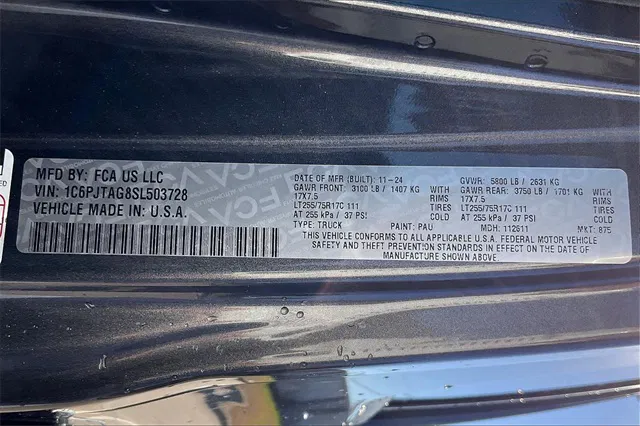 MFD BY: FCA US LLC
VIN: 1C6PJTAG8SL503728
VEHICLE MADE IN: U.S.A.
DATE OF MFR (BUILT): 11-24 GVWR: 5800 LB / 2631 KG
GAWR FRONT: 3100 LB / 1407 KG WITH GAWR REAR: 3750 LB / 1701 KG WITH
17X7.5 RIMS 17X7.5 RIMS
LT255/75R17C 111 TIRES LT255/75R17C 111 TIRES
AT 255 kPa / 37 PSI COLD AT 255 kPa / 37 PSI COLD
TYPE: TRUCK PAINT: PAU MDH: 112611 MKT: 875
THIS VEHICLE CONFORMS TO ALL APPLICABLE U.S.A. FEDERAL MOTOR VEHICLE
SAFETY AND THEFT PREVENTION STANDARDS IN EFFECT ON THE DATE OF
MANUFACTURE SHOWN ABOVE.